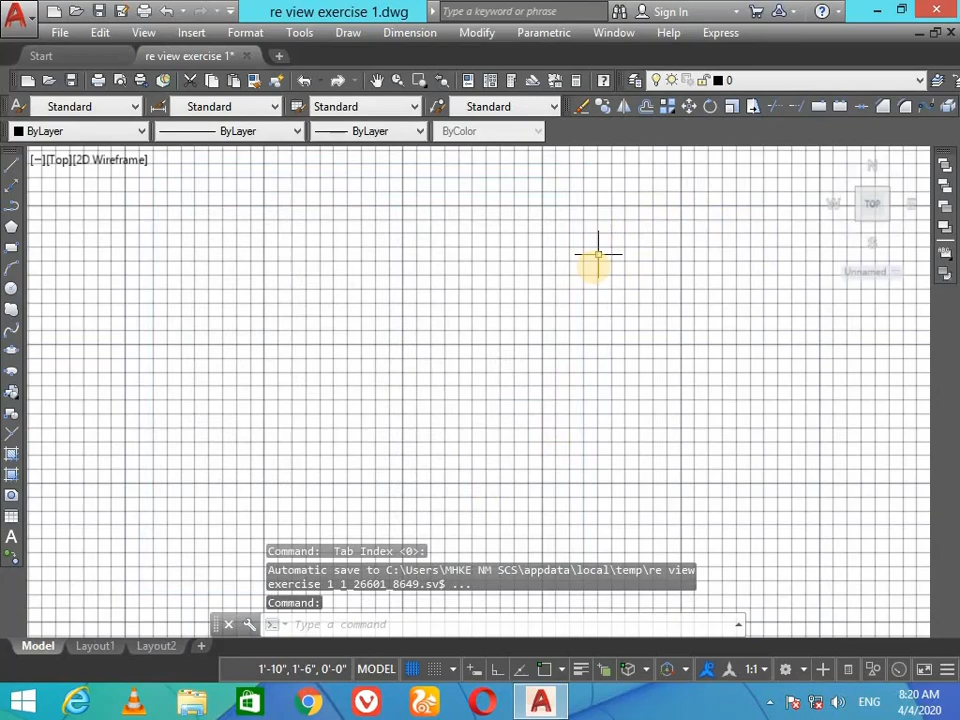 re view exercise 1.dwg
Type a keyword or phrase
Sign In
File Edit View Insert Format Tools Draw Dimension Modify Parametric Window Help Express
Start
re view exercise 1*
0
Standard Standard Standard Standard
ByLayer ByLayer ByLayer ByColor
[−][Top][2D Wireframe]
N
W TOP E
S
Unnamed
Command: Tab Index <0>:
Automatic save to C:\Users\MHKE NM SCS\appdata\local\temp\re view
exercise 1_1_26601_8649.sv$ ...
Command:
Type a command
Model Layout1 Layout2
1'-10", 1'-6", 0'-0" MODEL 1:1
ENG
8:20 AM
4/4/2020